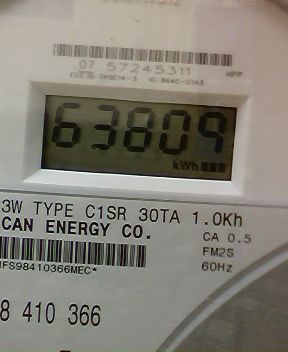 07 57245311
HPP
63809
kWh
3W TYPE C1SR 30TA 1.0Kh
CAN ENERGY CO.
CA 0.5
FM2S
60Hz
8 410 366